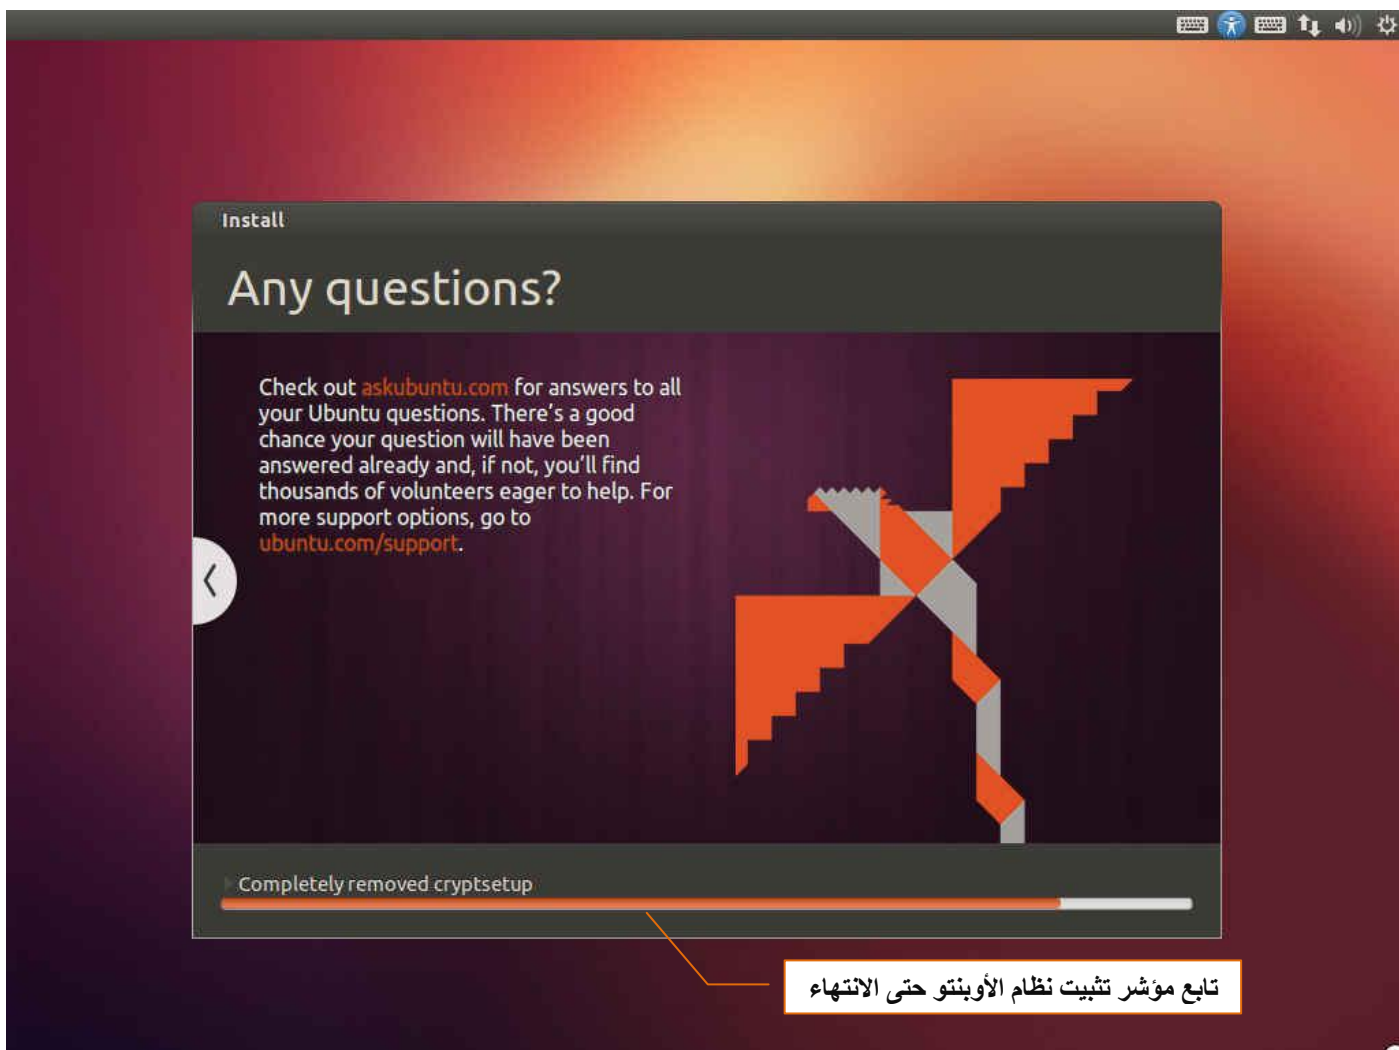 Install
Any questions?
Check out askubuntu.com for answers to all
your Ubuntu questions. There’s a good
chance your question will have been
answered already and, if not, you’ll find
thousands of volunteers eager to help. For
more support options, go to
ubuntu.com/support.
Completely removed cryptsetup
تابع مؤشر تثبيت نظام الأوبنتو حتى الانتهاء